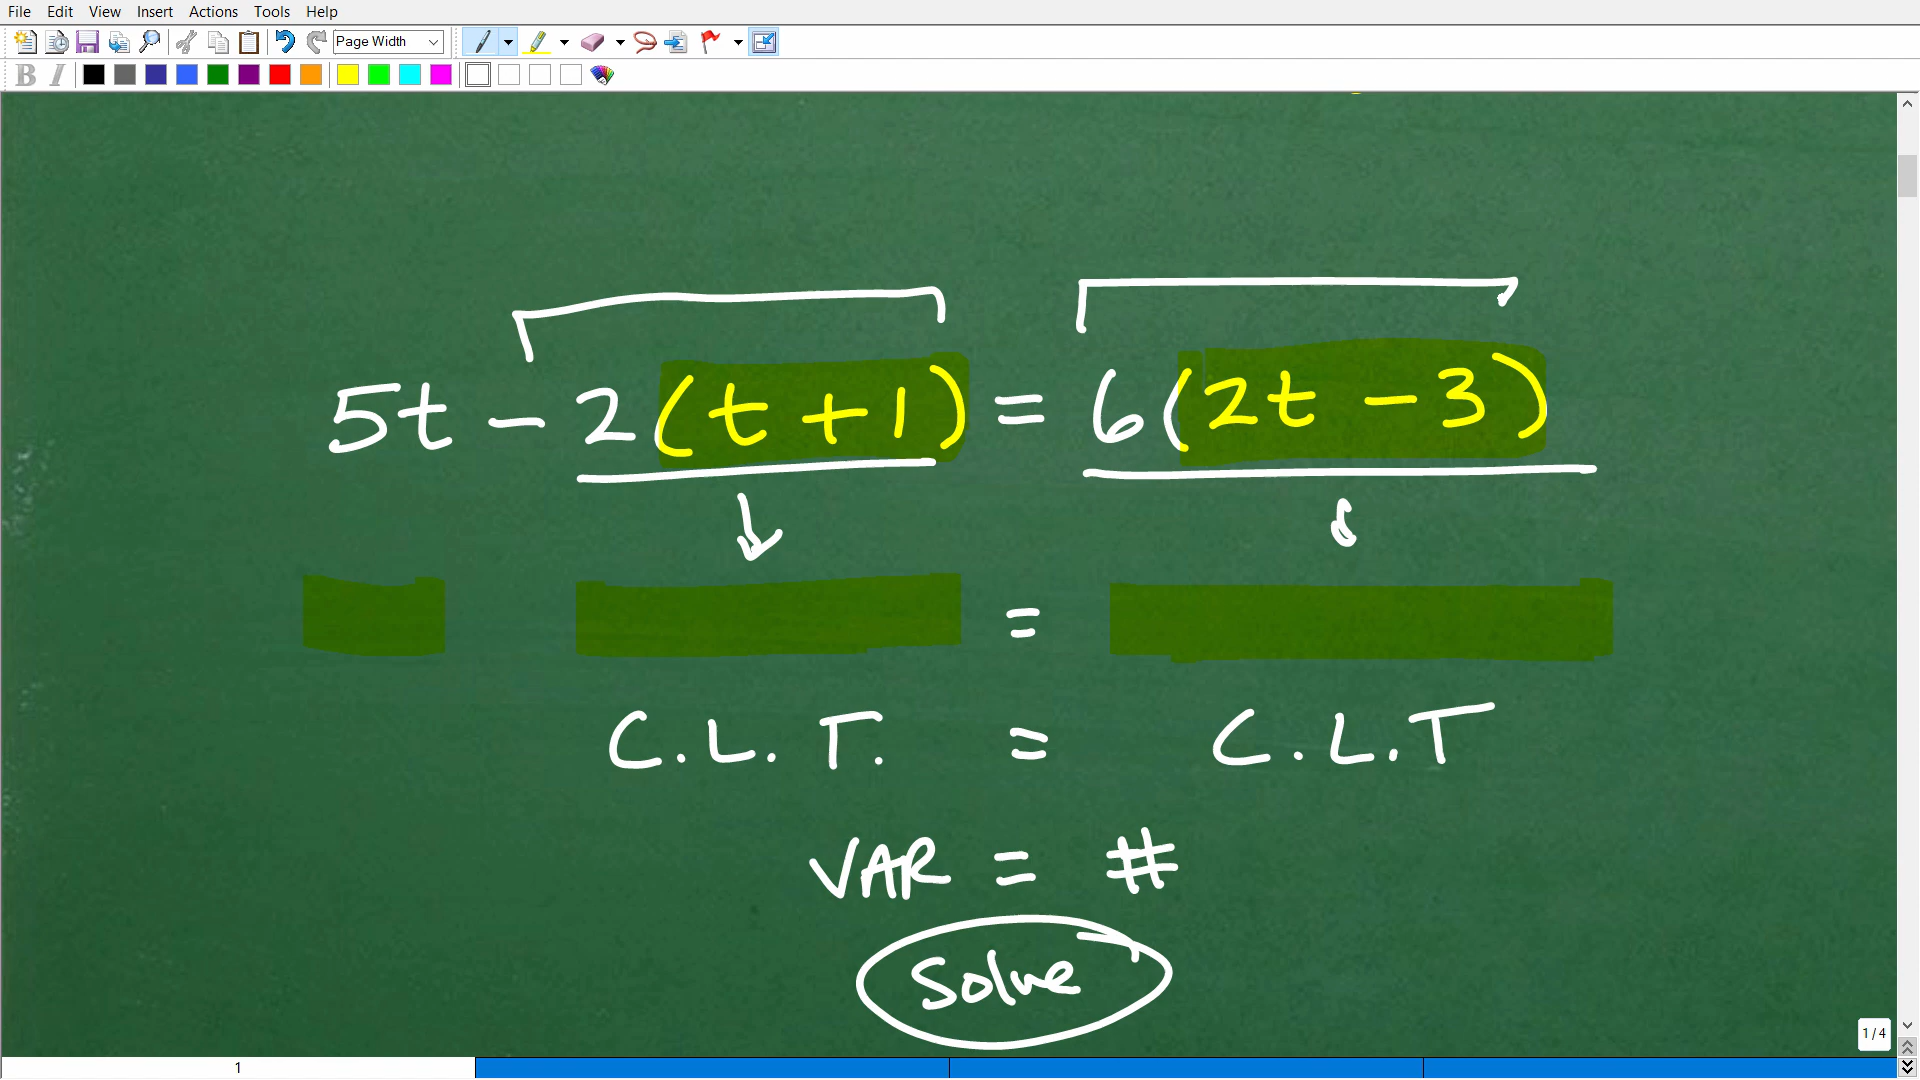 File Edit View Insert Actions Tools Help
Page Width
B I
5t - 2(t + 1) = 6(2t - 3)
=
C.L.T. = C.L.T
VAR = #
Solve
1 / 4
1